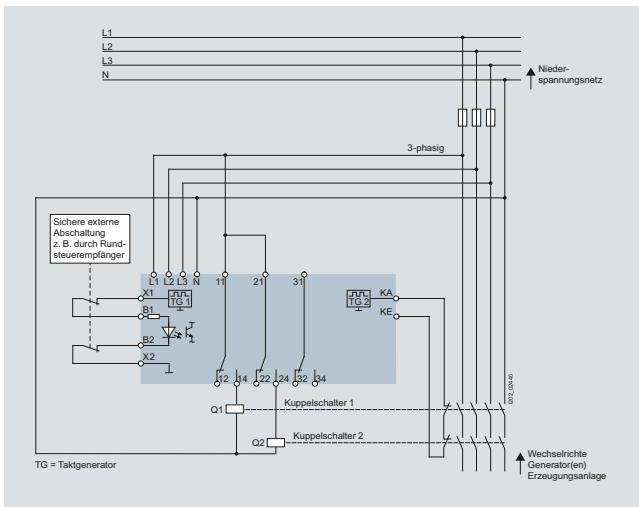 L1
L2
L3
N
Nieder-
spannungsnetz
3-phasig
Sichere externe
Abschaltung
z. B. durch Rund-
steuerempfänger
L1 L2 L3 N 11 21 31
X1
TG 1
TG 2
KA
B1
KE
B2
X2
12 14 22 24 32 34
I202_02440
Q1
Kuppelschalter 1
Q2
Kuppelschalter 2
TG = Taktgenerator
Wechselrichte
Generator(en)
Erzeugungsanlage